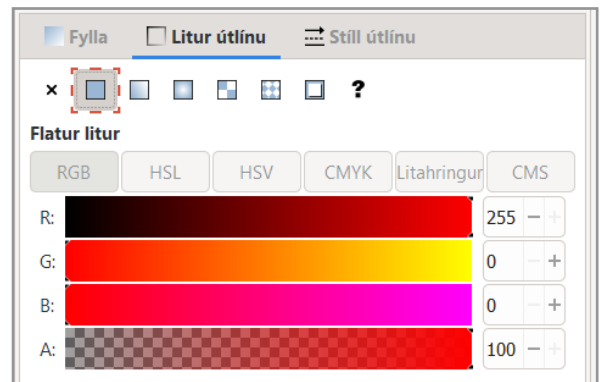 Fylla Litur útlínu Stíll útlínu
× ?
Flatur litur
RGB HSL HSV CMYK Litahringur CMS
R: 255 − +
G: 0 − +
B: 0 − +
A: 100 − +